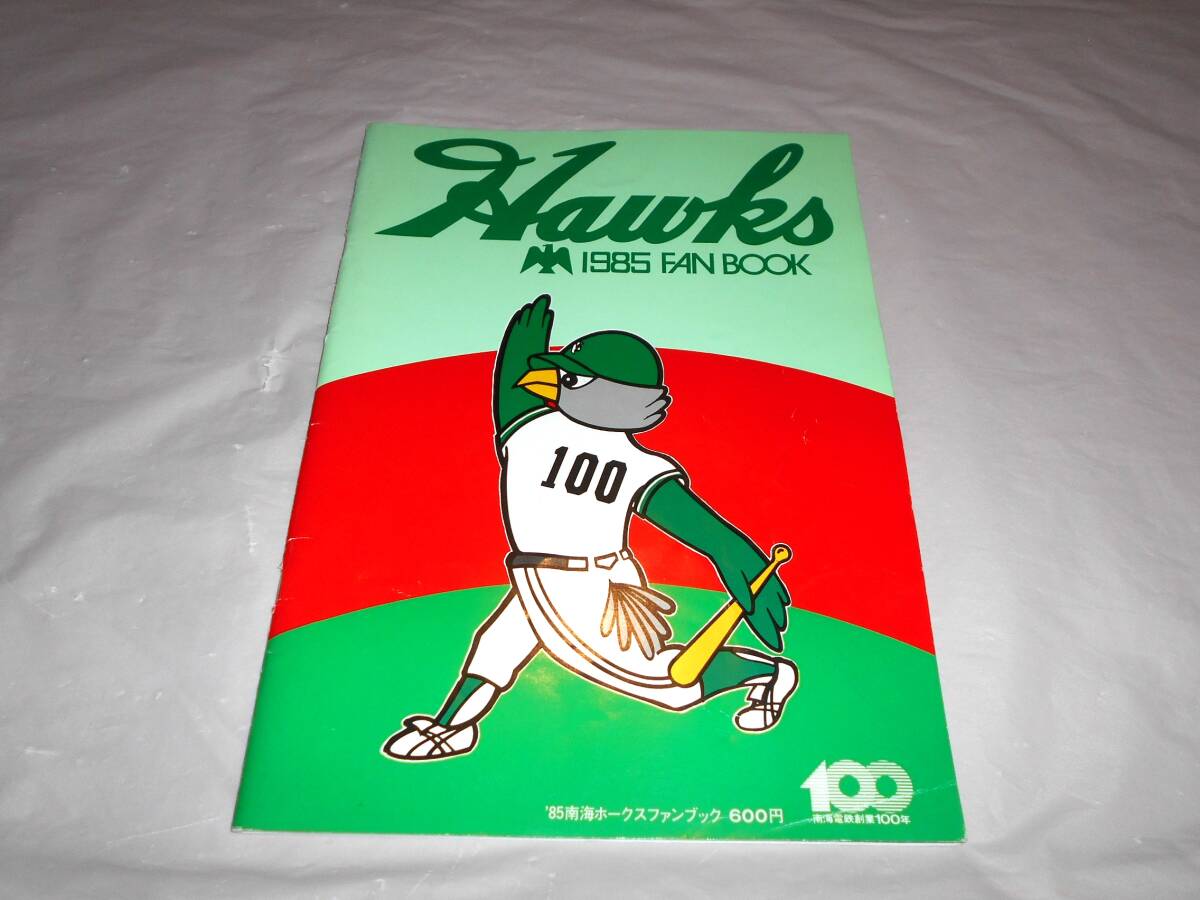 Hawks
1985 FAN BOOK
100
'85南海ホークスファンブック 600円
100
南海電鉄創業100年